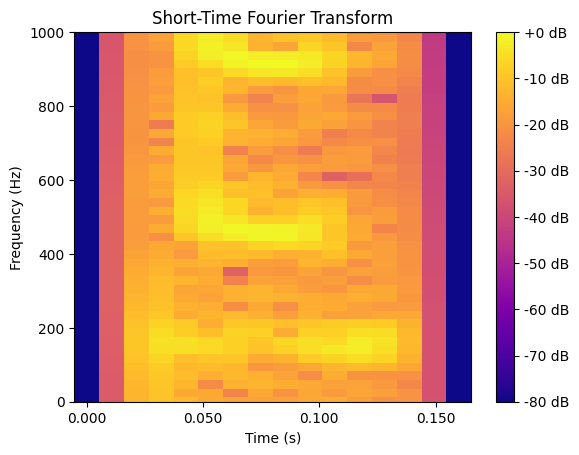 Short-Time Fourier Transform
1000
800
600
400
200
0
Frequency (Hz)
0.000
0.050
0.100
0.150
Time (s)
+0 dB
-10 dB
-20 dB
-30 dB
-40 dB
-50 dB
-60 dB
-70 dB
-80 dB